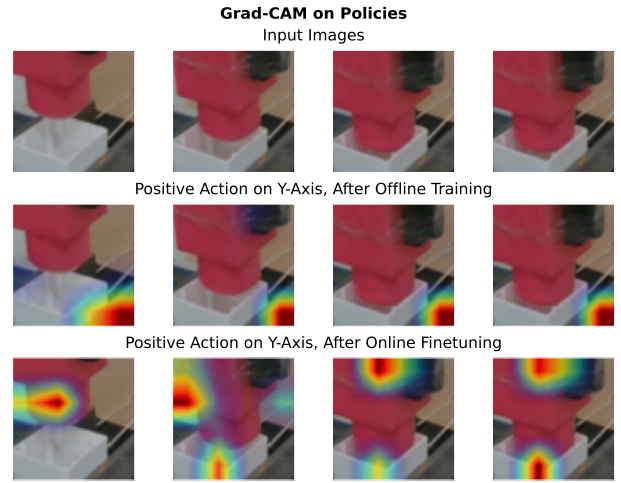 Grad-CAM on Policies
Input Images
Positive Action on Y-Axis, After Offline Training
Positive Action on Y-Axis, After Online Finetuning